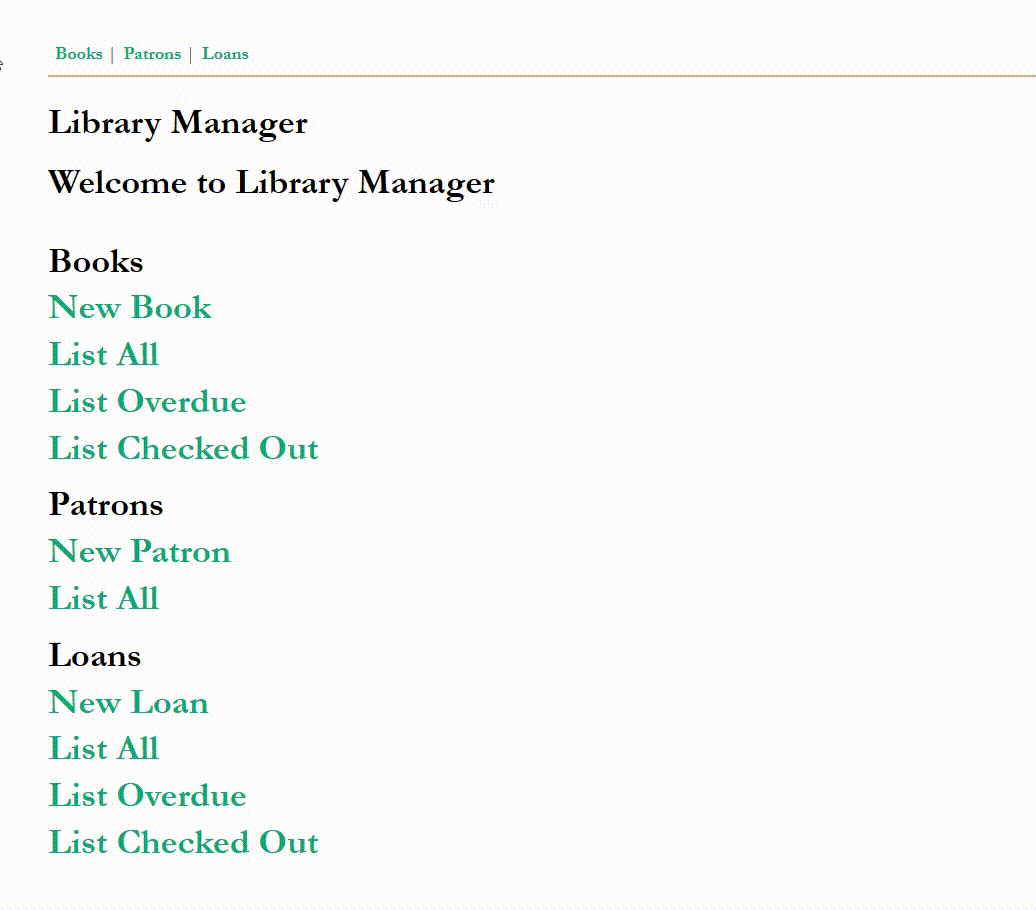 Books | Patrons | Loans
Library Manager
Welcome to Library Manager
Books
New Book
List All
List Overdue
List Checked Out
Patrons
New Patron
List All
Loans
New Loan
List All
List Overdue
List Checked Out